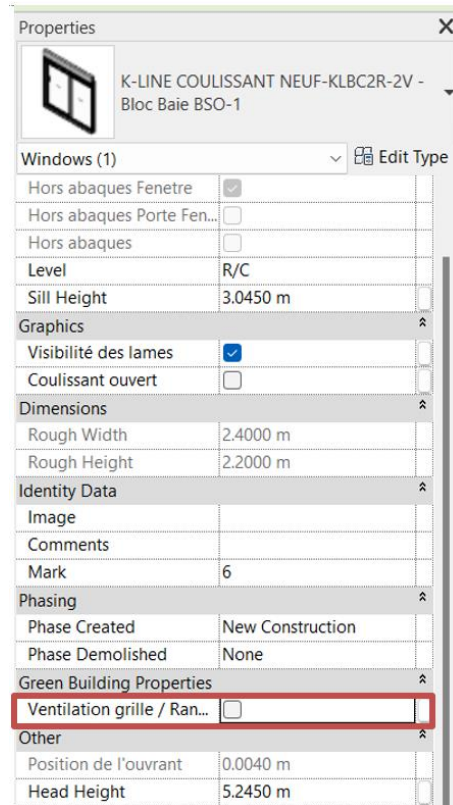 Properties
K-LINE COULISSANT NEUF-KLBC2R-2V -
Bloc Baie BSO-1
Windows (1) Edit Type
Hors abaques Fenetre
Hors abaques Porte Fen...
Hors abaques
Level R/C
Sill Height 3.0450 m
Graphics
Visibilité des lames
Coulissant ouvert
Dimensions
Rough Width 2.4000 m
Rough Height 2.2000 m
Identity Data
Image
Comments
Mark 6
Phasing
Phase Created New Construction
Phase Demolished None
Green Building Properties
Ventilation grille / Ran...
Other
Position de l'ouvrant 0.0040 m
Head Height 5.2450 m